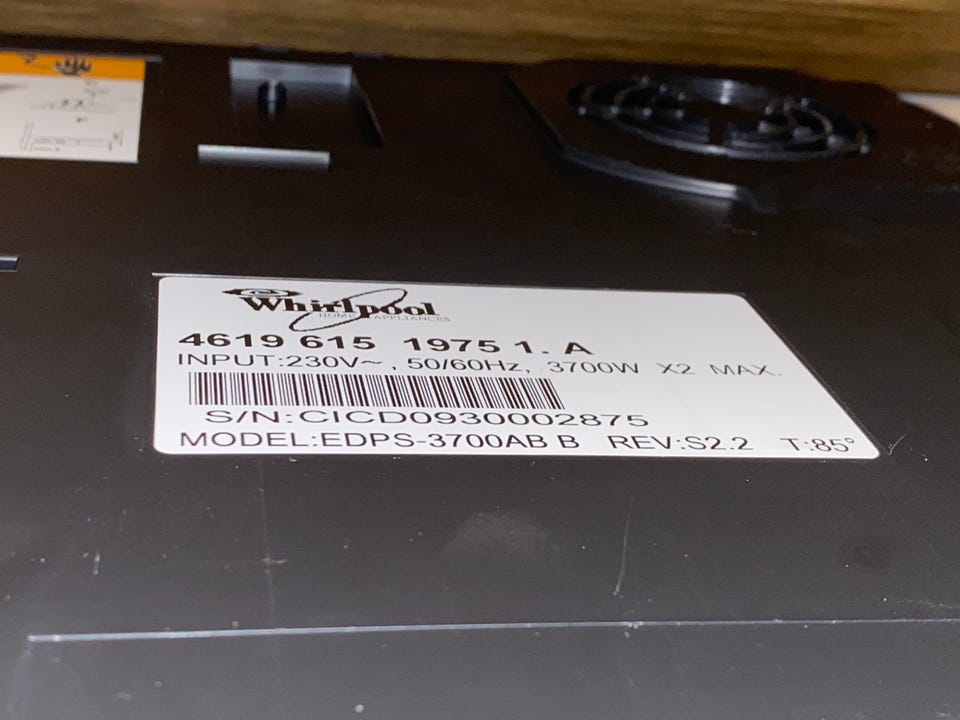 Whirlpool
HOME APPLIANCES
4619 615 1975 1. A
INPUT:230V~ , 50/60Hz, 3700W X2 MAX.
S/N:CICD0930002875
MODEL:EDPS-3700AB B REV:S2.2 T:85°